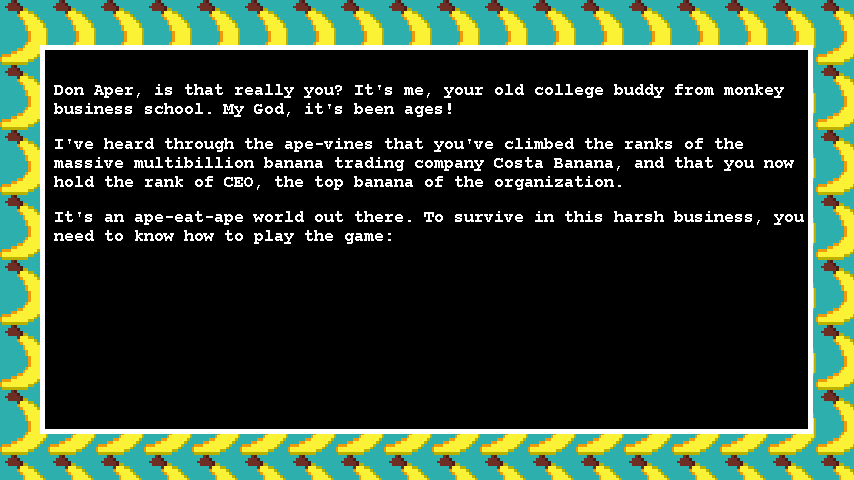 Don Aper, is that really you? It's me, your old college buddy from monkey
business school. My God, it's been ages!
I've heard through the ape-vines that you've climbed the ranks of the
massive multibillion banana trading company Costa Banana, and that you now
hold the rank of CEO, the top banana of the organization.
It's an ape-eat-ape world out there. To survive in this harsh business, you
need to know how to play the game: